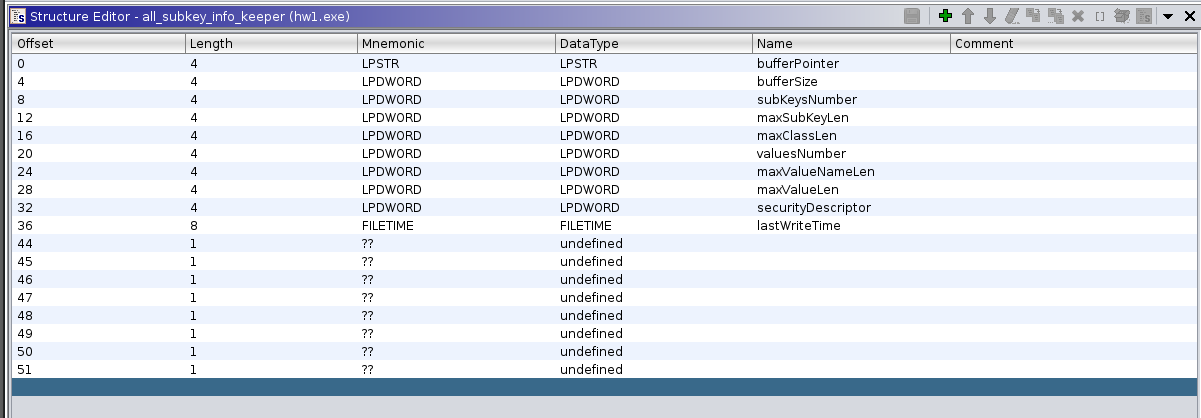 Structure Editor - all_subkey_info_keeper (hw1.exe)
Offset Length Mnemonic DataType Name Comment
0 4 LPSTR LPSTR bufferPointer
4 4 LPDWORD LPDWORD bufferSize
8 4 LPDWORD LPDWORD subKeysNumber
12 4 LPDWORD LPDWORD maxSubKeyLen
16 4 LPDWORD LPDWORD maxClassLen
20 4 LPDWORD LPDWORD valuesNumber
24 4 LPDWORD LPDWORD maxValueNameLen
28 4 LPDWORD LPDWORD maxValueLen
32 4 LPDWORD LPDWORD securityDescriptor
36 8 FILETIME FILETIME lastWriteTime
44 1 ?? undefined
45 1 ?? undefined
46 1 ?? undefined
47 1 ?? undefined
48 1 ?? undefined
49 1 ?? undefined
50 1 ?? undefined
51 1 ?? undefined